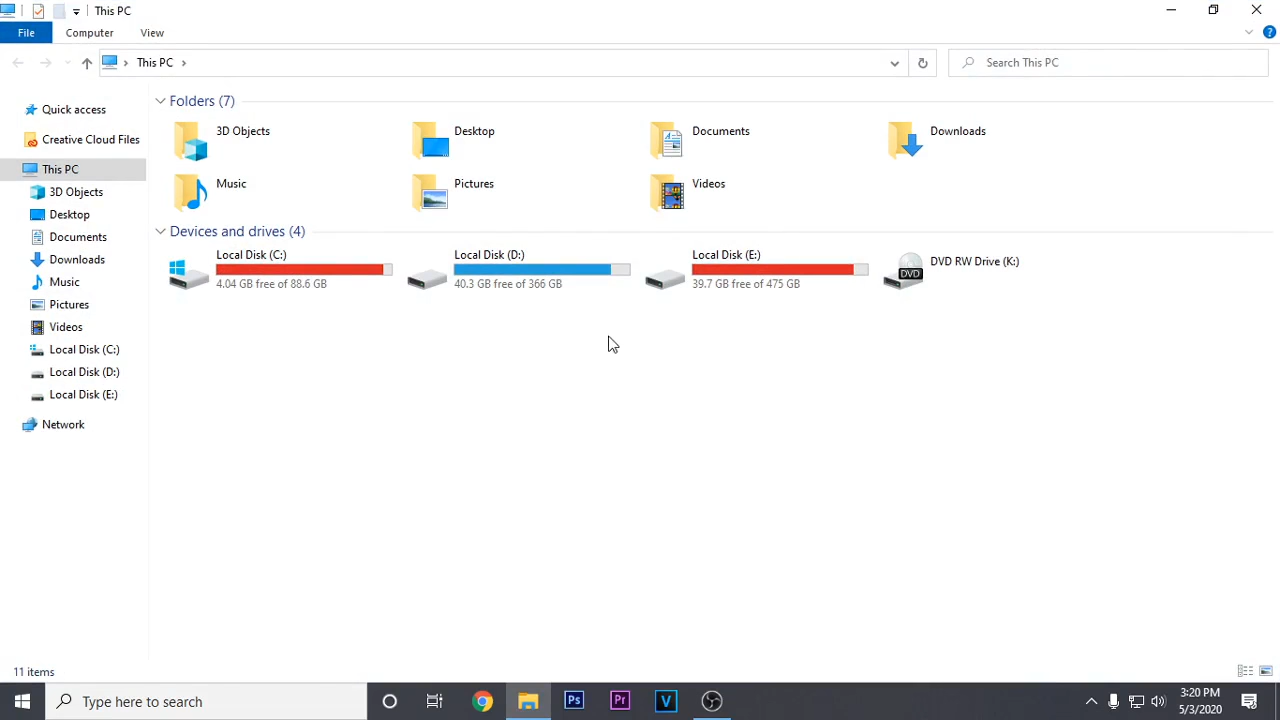 This PC
File Computer View
This PC
Search This PC
Quick access
Creative Cloud Files
This PC
3D Objects
Desktop
Documents
Downloads
Music
Pictures
Videos
Local Disk (C:)
Local Disk (D:)
Local Disk (E:)
Network
Folders (7)
3D Objects
Desktop
Documents
Downloads
Music
Pictures
Videos
Devices and drives (4)
Local Disk (C:)
4.04 GB free of 88.6 GB
Local Disk (D:)
40.3 GB free of 366 GB
Local Disk (E:)
39.7 GB free of 475 GB
DVD RW Drive (K:)
DVD
11 items
Type here to search
Ps
Pr
V
3:20 PM
5/3/2020